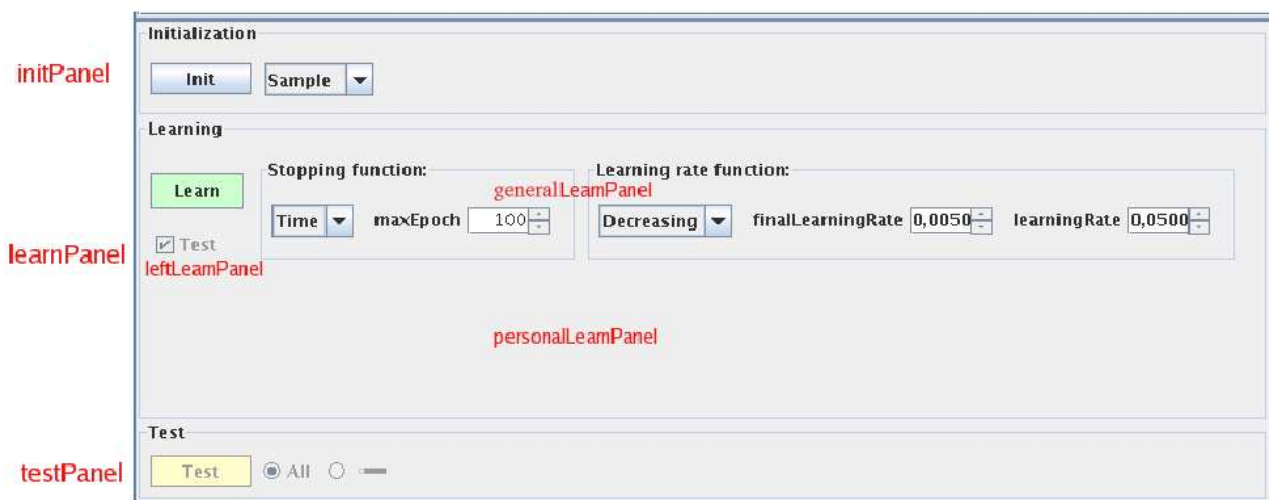 Initialization
initPanel
Init Sample
Learning
Stopping function: Learning rate function:
Learn
generalLearnPanel
Time maxEpoch 100 Decreasing finalLearningRate 0,0050 learningRate 0,0500
Test
learnPanel
leftLearnPanel
personalLearnPanel
Test
testPanel
Test All